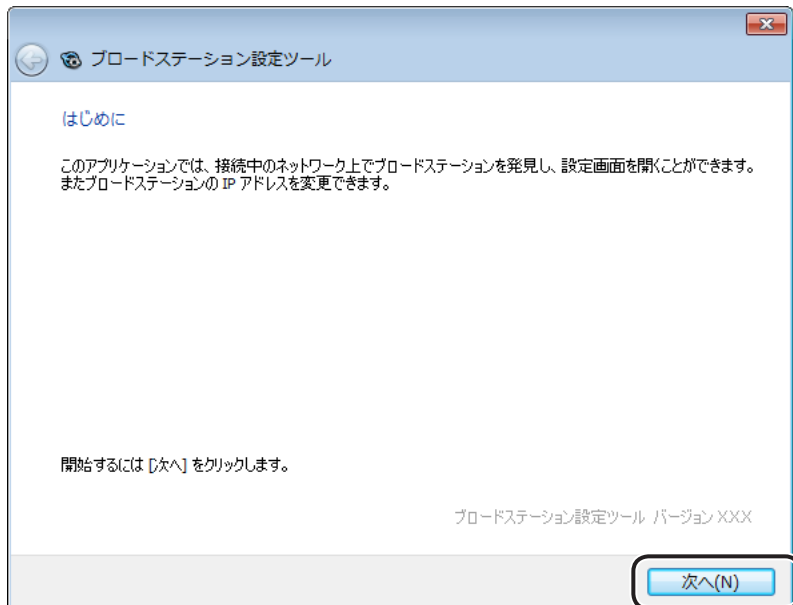 ブロードステーション設定ツール
はじめに
このアプリケーションでは、接続中のネットワーク上でブロードステーションを発見し、設定画面を開くことができます。
またブロードステーションの IP アドレスを変更できます。
開始するには [次へ] をクリックします。
ブロードステーション設定ツール バージョン XXX
次へ(N)